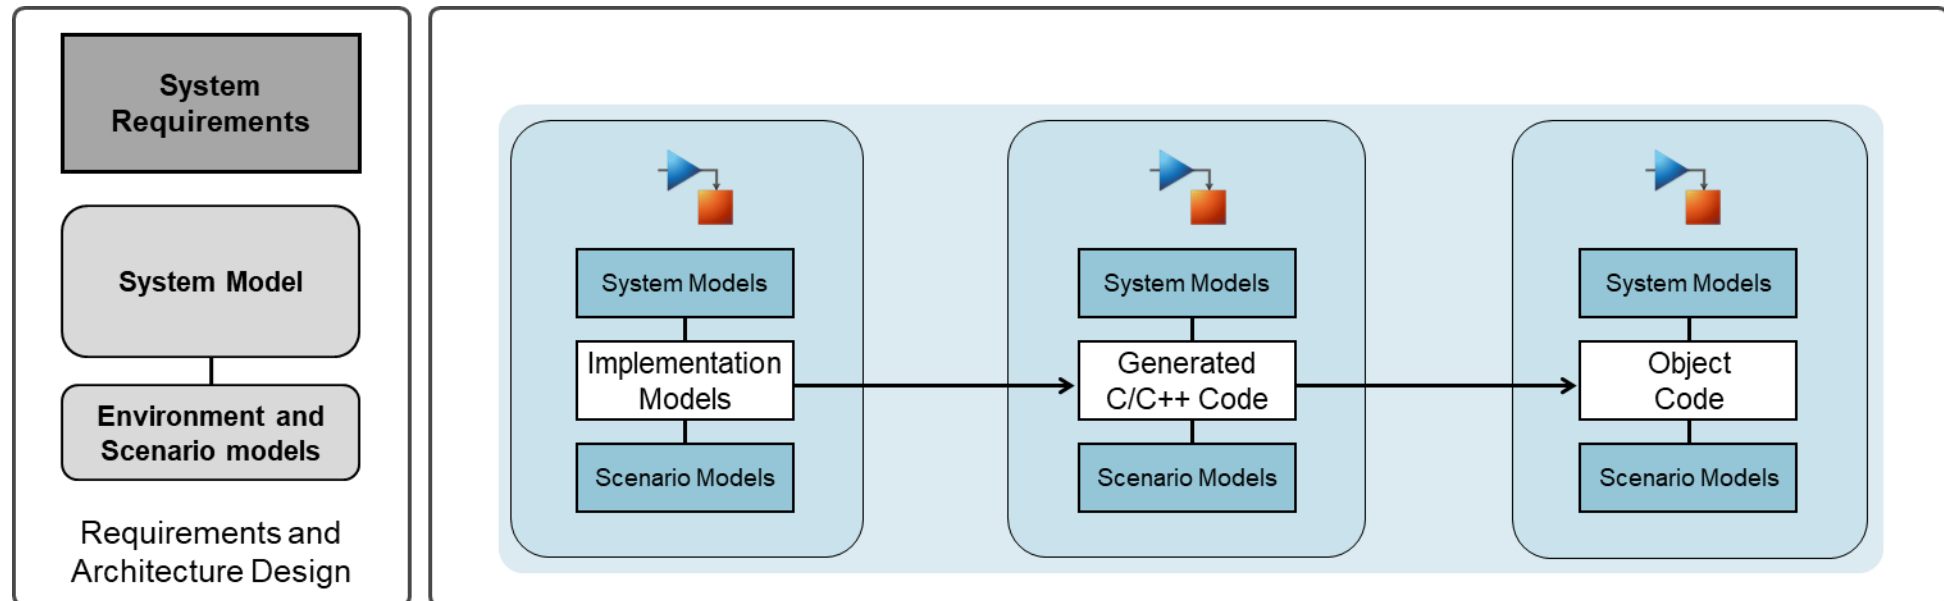 System
Requirements
System Model
Environment and
Scenario models
Requirements and
Architecture Design
System Models
Implementation
Models
Scenario Models
System Models
Generated
C/C++ Code
Scenario Models
System Models
Object
Code
Scenario Models